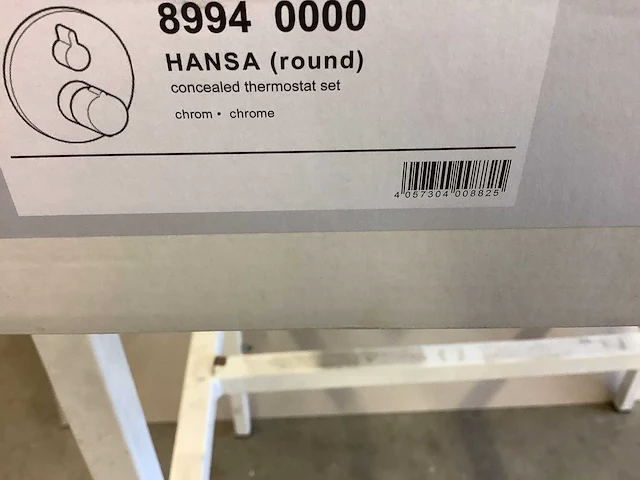 8994 0000
HANSA (round)
concealed thermostat set
chrom • chrome
4 057304 008825